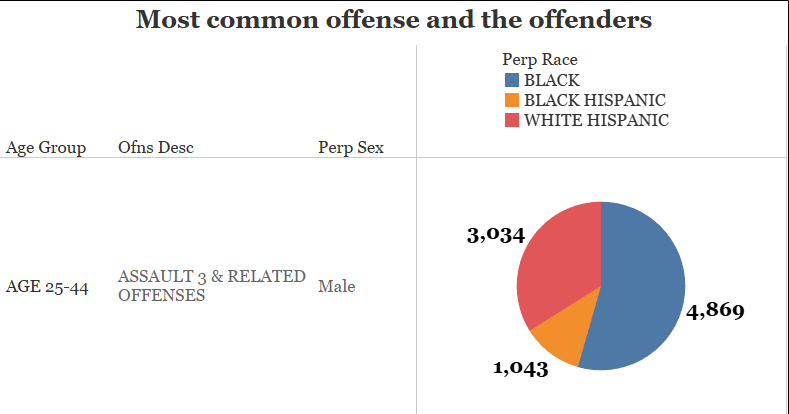 Most common offense and the offenders
Perp Race
BLACK
BLACK HISPANIC
WHITE HISPANIC
Age Group Ofns Desc Perp Sex
AGE 25-44 ASSAULT 3 & RELATED OFFENSES Male
3,034
4,869
1,043